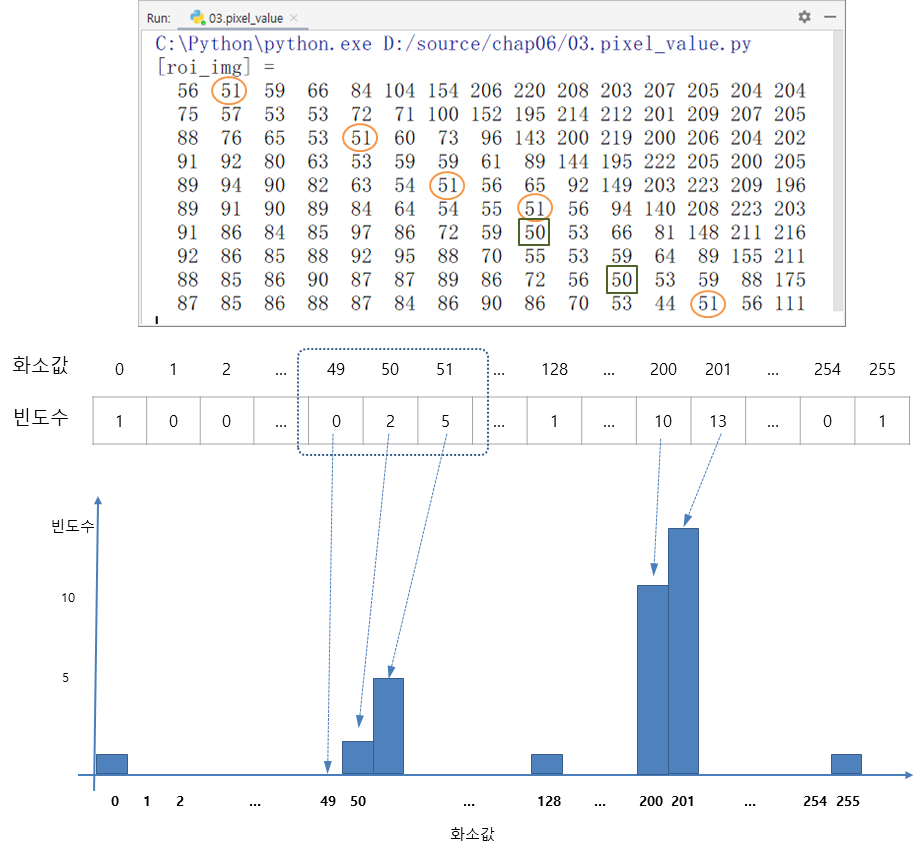 Run: 03.pixel_value ×
C:\Python\python.exe D:/source/chap06/03.pixel_value.py
[roi_img] =
56 51 59 66 84 104 154 206 220 208 203 207 205 204 204
75 57 53 53 72 71 100 152 195 214 212 201 209 207 205
88 76 65 53 51 60 73 96 143 200 219 200 206 204 202
91 92 80 63 53 59 59 61 89 144 195 222 205 200 205
89 94 90 82 63 54 51 56 65 92 149 203 223 209 196
89 91 90 89 84 64 54 55 51 56 94 140 208 223 203
91 86 84 85 97 86 72 59 50 53 66 81 148 211 216
92 86 85 88 92 95 88 70 55 53 59 64 89 155 211
88 85 86 90 87 87 89 86 72 56 50 53 59 88 175
87 85 86 88 87 84 86 90 86 70 53 44 51 56 111
화소값 0 1 2 ... 49 50 51 ... 128 ... 200 201 ... 254 255
빈도수 1 0 0 ... 0 2 5 ... 1 ... 10 13 ... 0 1
빈도수
10
5
0 1 2 ... 49 50 ... 128 ... 200 201 ... 254 255
화소값